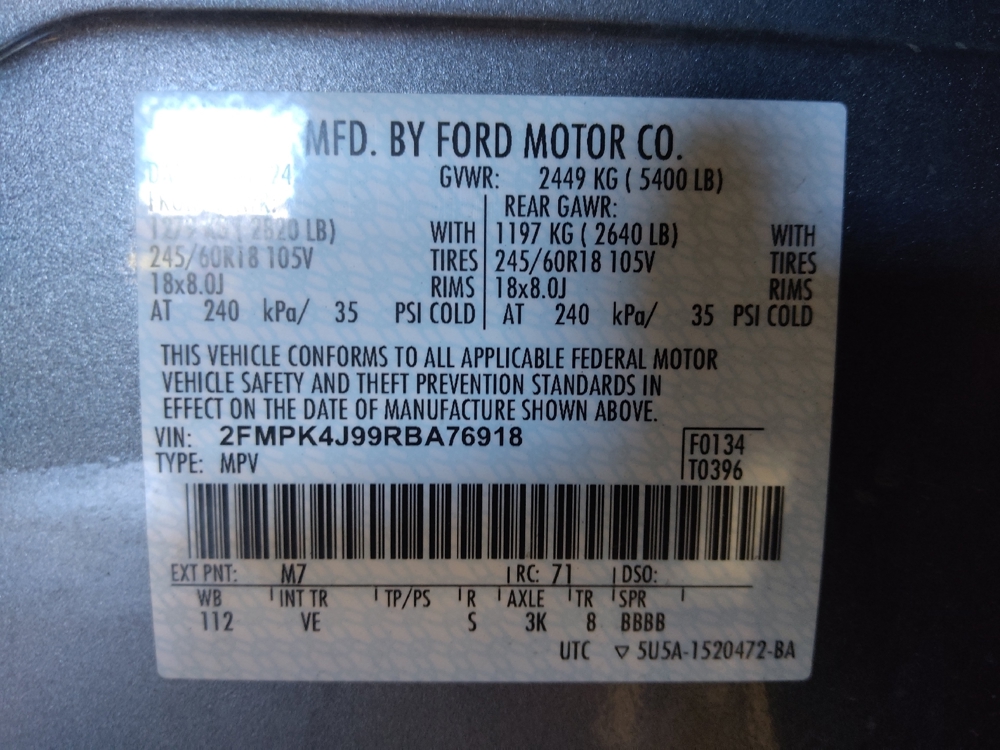 MFD. BY FORD MOTOR CO.
GVWR: 2449 KG ( 5400 LB)
REAR GAWR:
KG ( 2820 LB) WITH 1197 KG ( 2640 LB) WITH
245/60R18 105V TIRES 245/60R18 105V TIRES
18x8.0J RIMS 18x8.0J RIMS
AT 240 kPa/ 35 PSI COLD AT 240 kPa/ 35 PSI COLD
THIS VEHICLE CONFORMS TO ALL APPLICABLE FEDERAL MOTOR
VEHICLE SAFETY AND THEFT PREVENTION STANDARDS IN
EFFECT ON THE DATE OF MANUFACTURE SHOWN ABOVE.
VIN: 2FMPK4J99RBA76918 F0134
TYPE: MPV T0396
EXT PNT: M7 RC: 71 DSO:
WB INT TR TP/PS R AXLE TR SPR
112 VE S 3K 8 BBBB
UTC ▽ 5U5A-1520472-BA